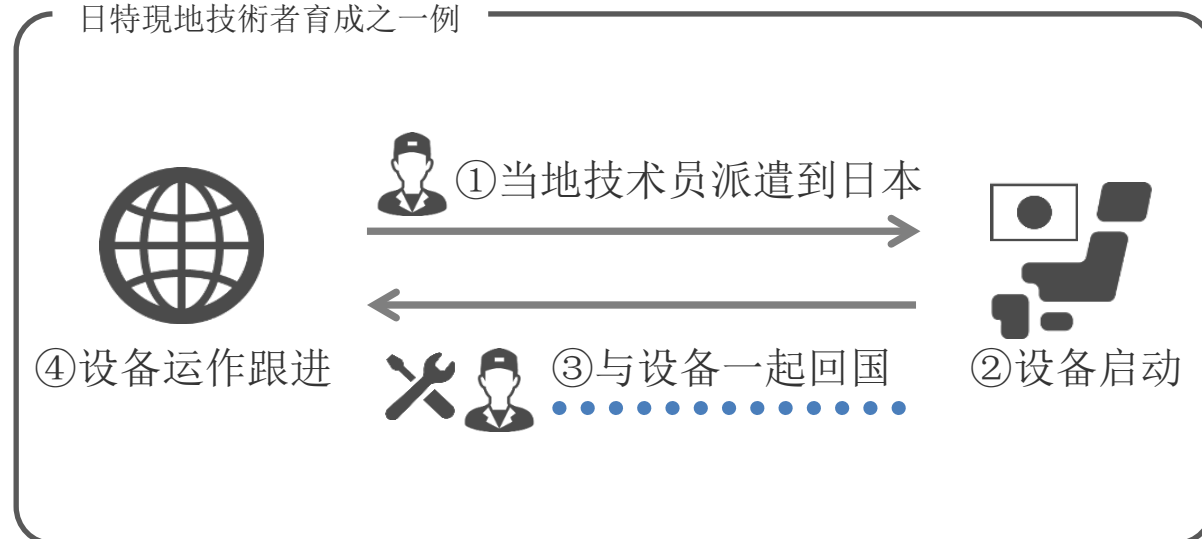 日特現地技術者育成之一例
①当地技术员派遣到日本
④设备运作跟进
③与设备一起回国
②设备启动